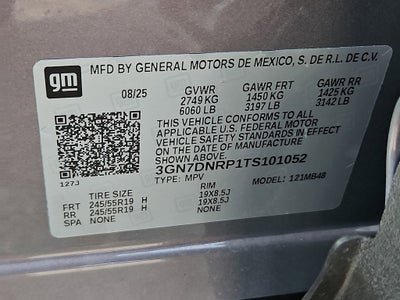 gm
MFD BY GENERAL MOTORS DE MEXICO, S. DE R.L. DE C.V.
08/25 GVWR GAWR FRT GAWR RR
2749 KG 1450 KG 1425 KG
6060 LB 3197 LB 3142 LB
THIS VEHICLE CONFORMS TO ALL
APPLICABLE U.S. FEDERAL MOTOR
VEHICLE SAFETY STANDARDS IN EFFECT
ON THE DATE OF MANUFACTURE SHOWN ABOVE.
3GN7DNRP1TS101052
127J TYPE: MPV MODEL: 121MB48
TIRE SIZE RIM
FRT 245/55R19 H 19X8.5J
RR 245/55R19 H 19X8.5J
SPA NONE NONE